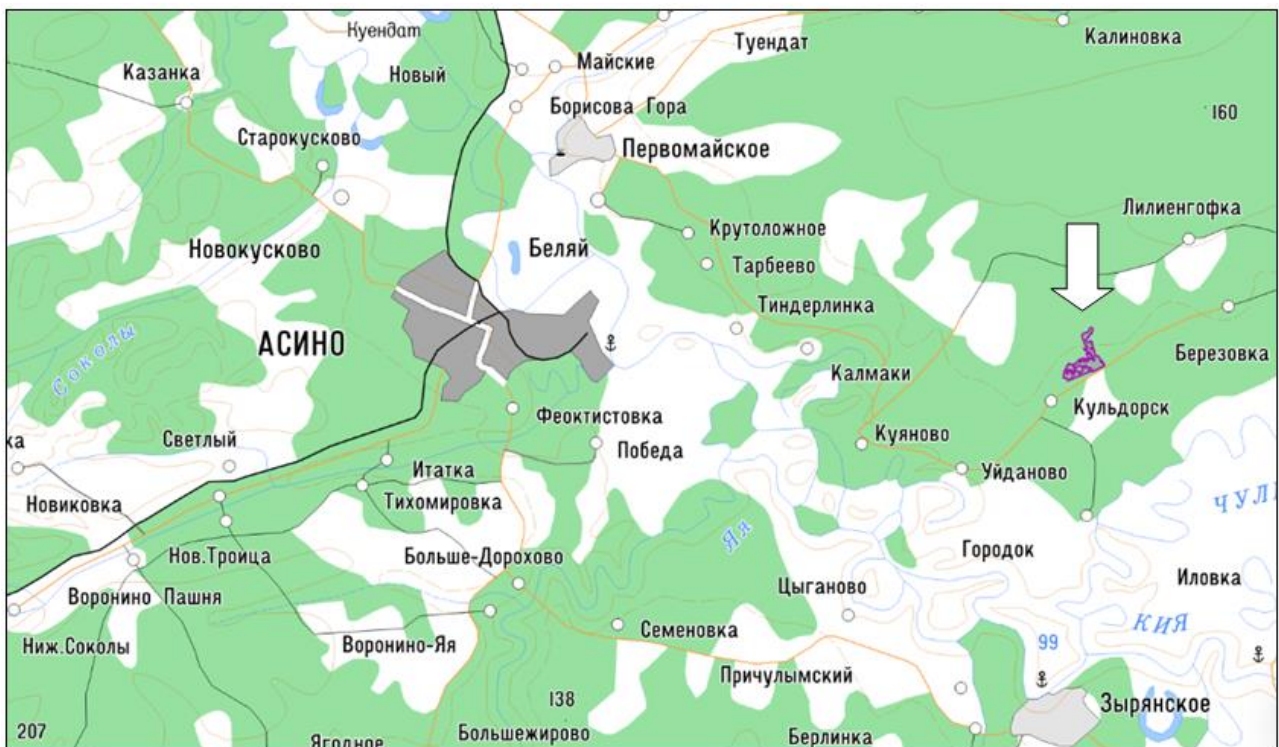 Куендат
Туендат
Калиновка
Майские
Казанка
Новый
Борисова Гора
160
Старокусково
Первомайское
Лилиенгофка
Крутоложное
Новокусково
Беляй
Тарбеево
Тиндерлинка
АСИНО
Соколы
Березовка
Калмаки
Кульдорск
Феоктистовка
ка
Светлый
Куяново
Победа
Итатка
Уйданово
Новиковка
Тихомировка
ЧУЛ
Яя
Нов.Троица
Больше-Дорохово
Городок
Цыганово
Иловка
Воронино Пашня
КИЯ
Семеновка
Ниж.Соколы
Воронино-Яя
99
Причулымский
138
Зырянское
207
Ягодное
Большежирово
Берлинка